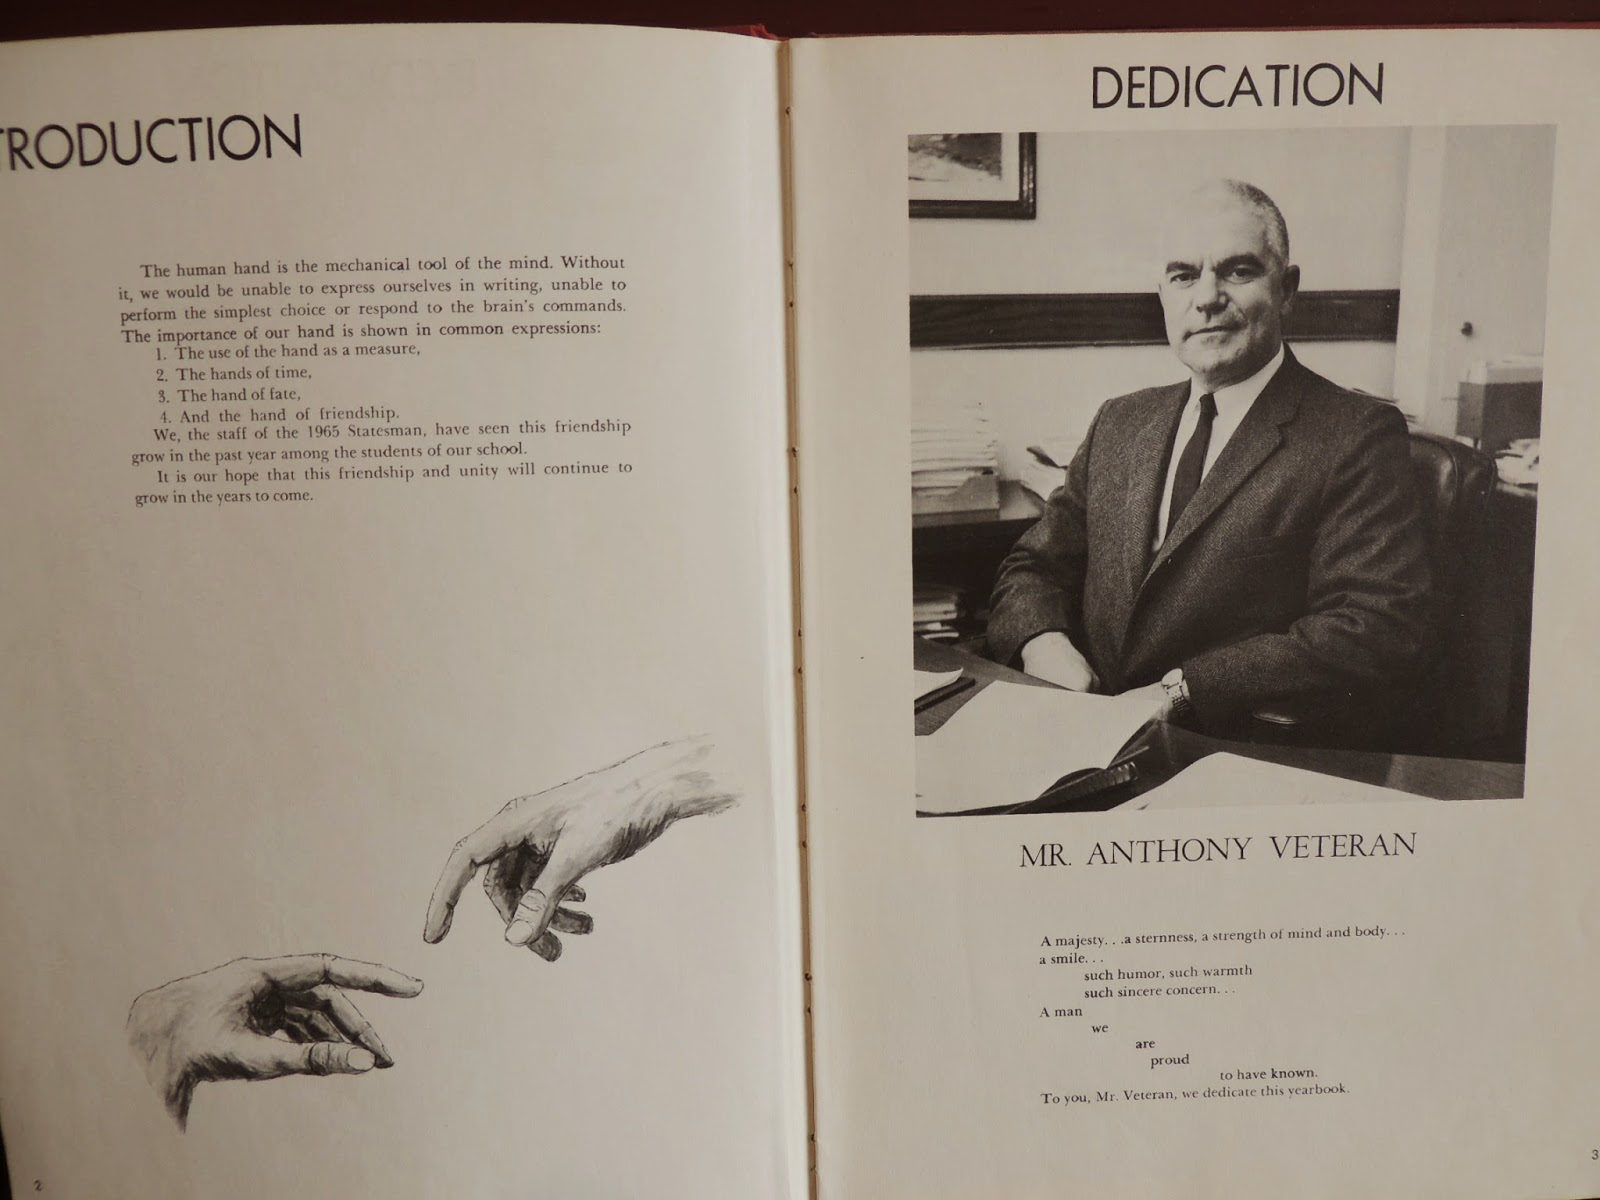 TRODUCTION
The human hand is the mechanical tool of the mind. Without
it, we would be unable to express ourselves in writing, unable to
perform the simplest choice or respond to the brain's commands.
The importance of our hand is shown in common expressions:
1. The use of the hand as a measure,
2. The hands of time,
3. The hand of fate,
4. And the hand of friendship.
We, the staff of the 1965 Statesman, have seen this friendship
grow in the past year among the students of our school.
It is our hope that this friendship and unity will continue to
grow in the years to come.
2
DEDICATION
MR. ANTHONY VETERAN
A majesty. . .a sternness, a strength of mind and body. . .
a smile. . .
such humor, such warmth
such sincere concern. . .
A man
we
are
proud
to have known.
To you, Mr. Veteran, we dedicate this yearbook.
3